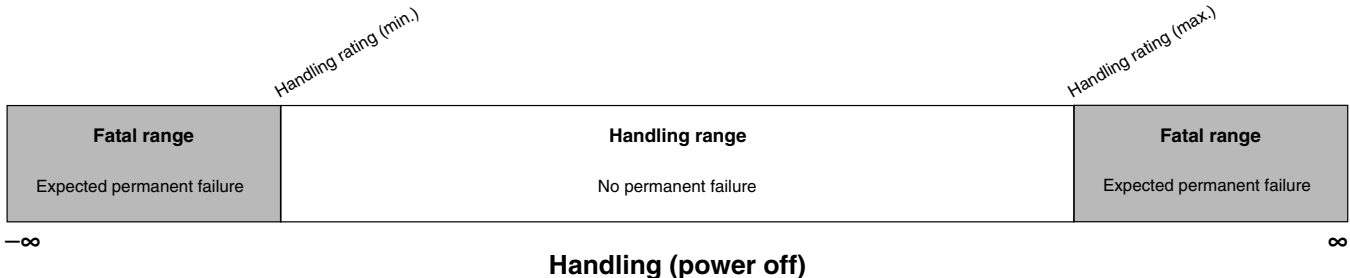 Handling rating (min.)
Handling rating (max.)
Fatal range
Handling range
Fatal range
Expected permanent failure
No permanent failure
Expected permanent failure
–∞
∞
Handling (power off)